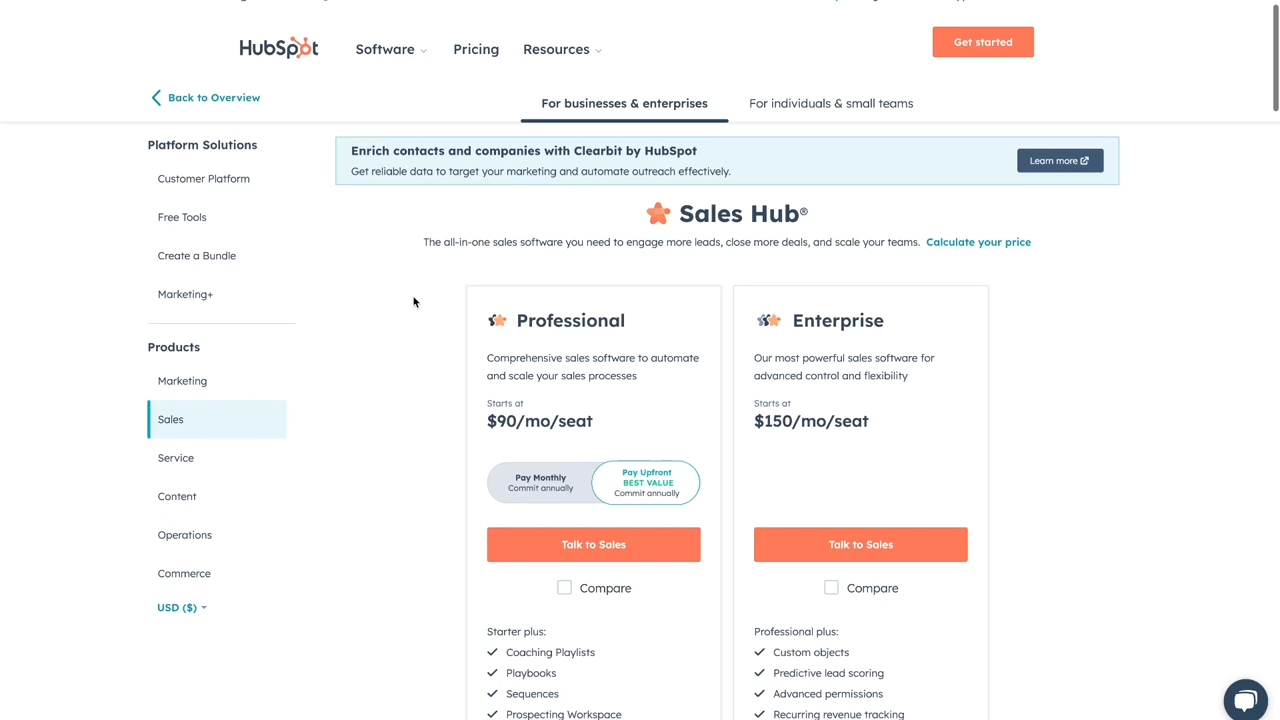 HubSpot
Software
Pricing
Resources
Get started
Back to Overview
For businesses & enterprises
For individuals & small teams
Platform Solutions
Customer Platform
Free Tools
Create a Bundle
Marketing+
Products
Marketing
Sales
Service
Content
Operations
Commerce
USD ($)
Enrich contacts and companies with Clearbit by HubSpot
Get reliable data to target your marketing and automate outreach effectively.
Learn more
Sales Hub®
The all-in-one sales software you need to engage more leads, close more deals, and scale your teams. Calculate your price
Professional
Comprehensive sales software to automate
and scale your sales processes
Starts at
$90/mo/seat
Pay Monthly
Commit annually
Pay Upfront
BEST VALUE
Commit annually
Talk to Sales
Compare
Starter plus:
Coaching Playlists
Playbooks
Sequences
Prospecting Workspace
Enterprise
Our most powerful sales software for
advanced control and flexibility
Starts at
$150/mo/seat
Talk to Sales
Compare
Professional plus:
Custom objects
Predictive lead scoring
Advanced permissions
Recurring revenue tracking